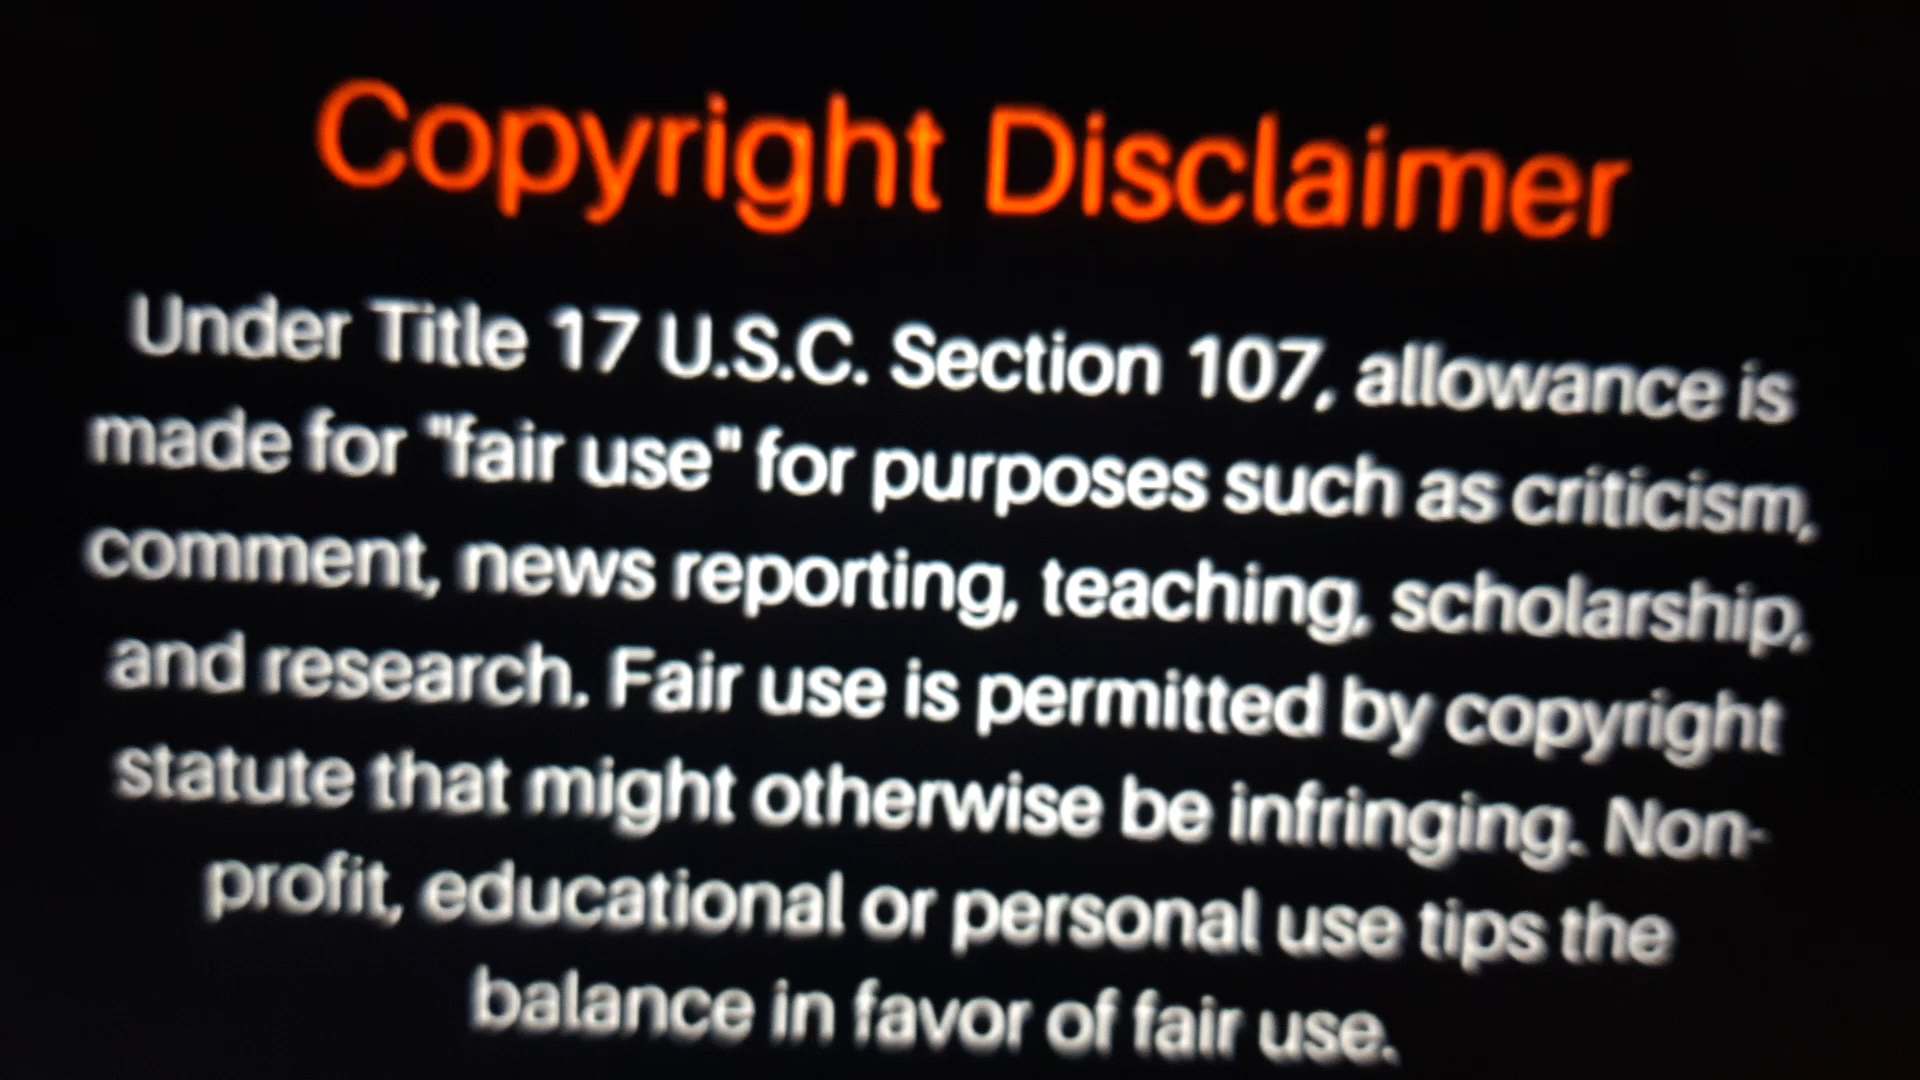 Copyright Disclaimer
Under Title 17 U.S.C. Section 107, allowance is
made for "fair use" for purposes such as criticism,
comment, news reporting, teaching, scholarship,
and research. Fair use is permitted by copyright
statute that might otherwise be infringing. Non-
profit, educational or personal use tips the
balance in favor of fair use.